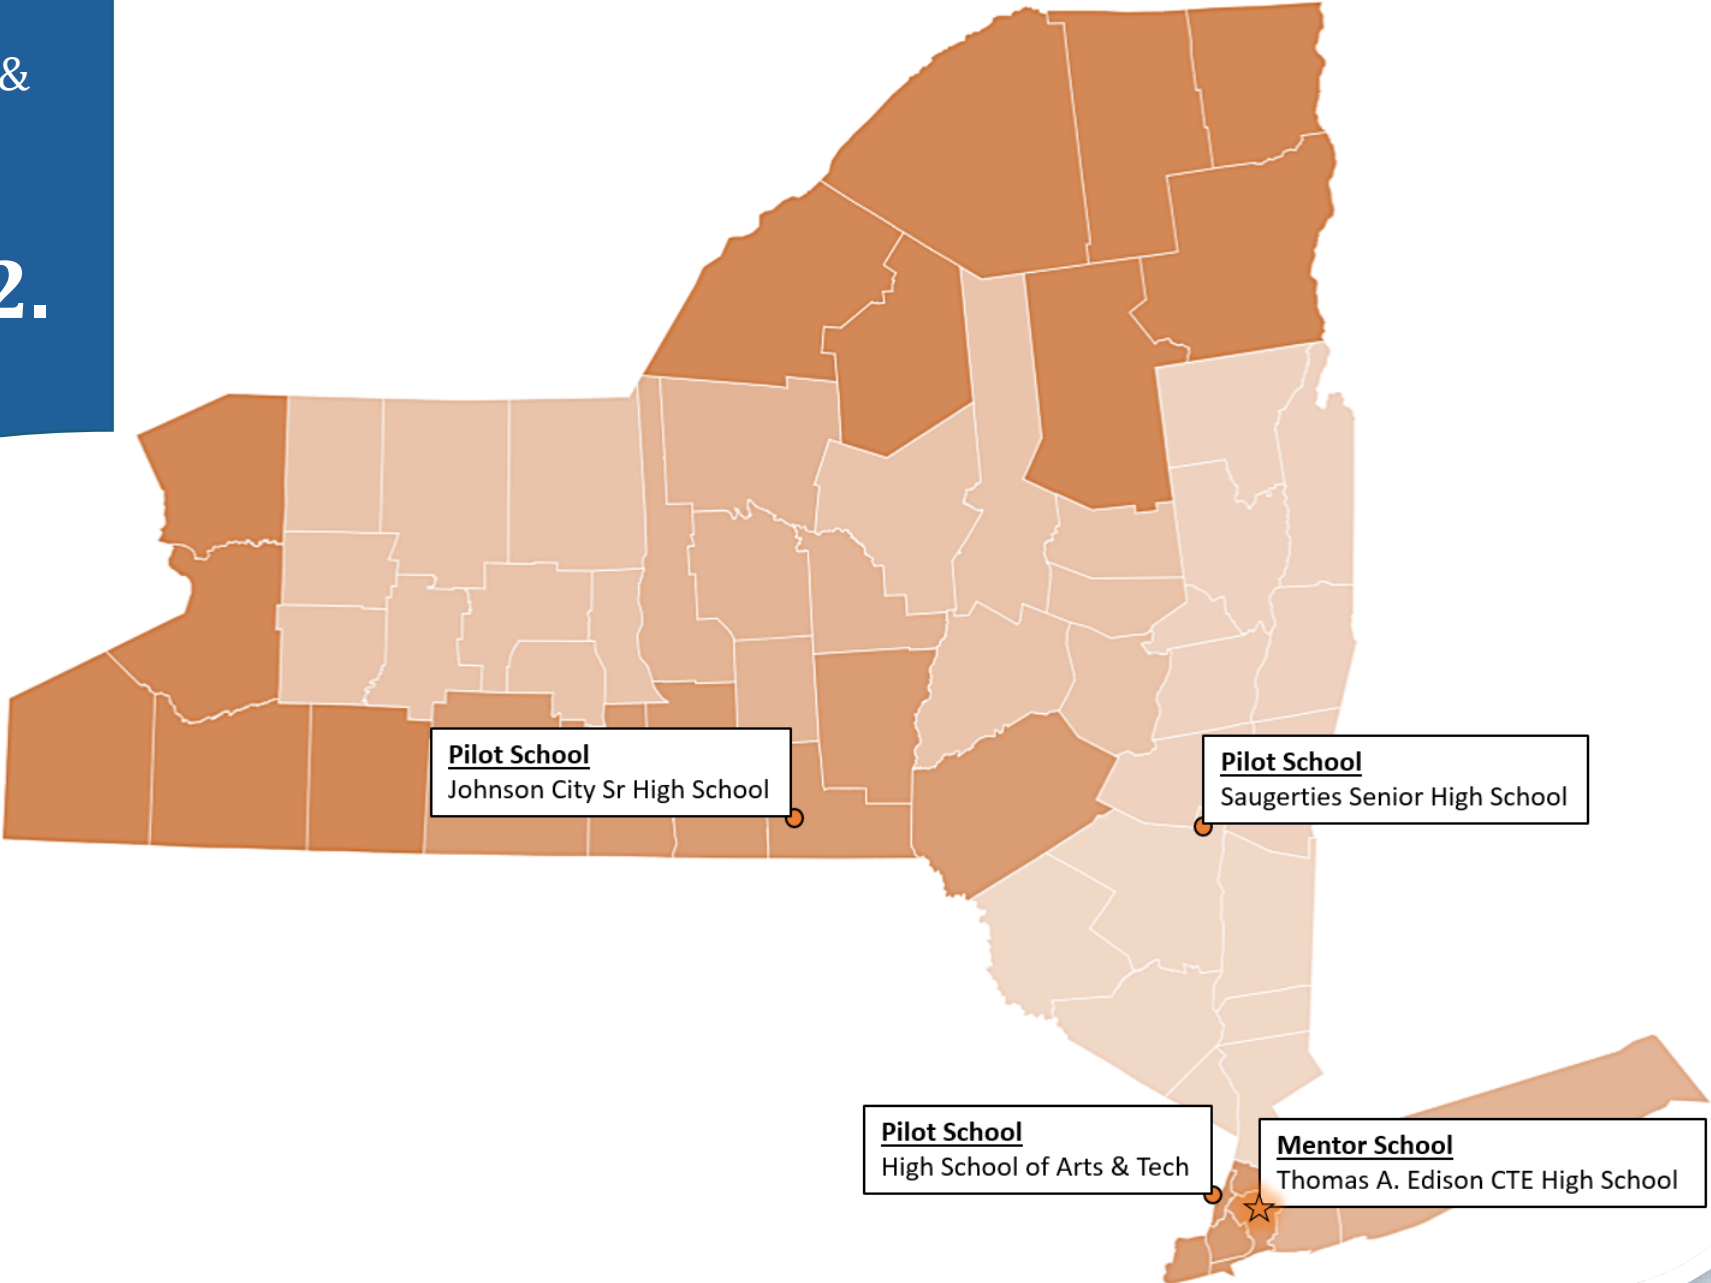 &
2.
Pilot School
Johnson City Sr High School
Pilot School
Saugerties Senior High School
Pilot School
High School of Arts & Tech
Mentor School
Thomas A. Edison CTE High School